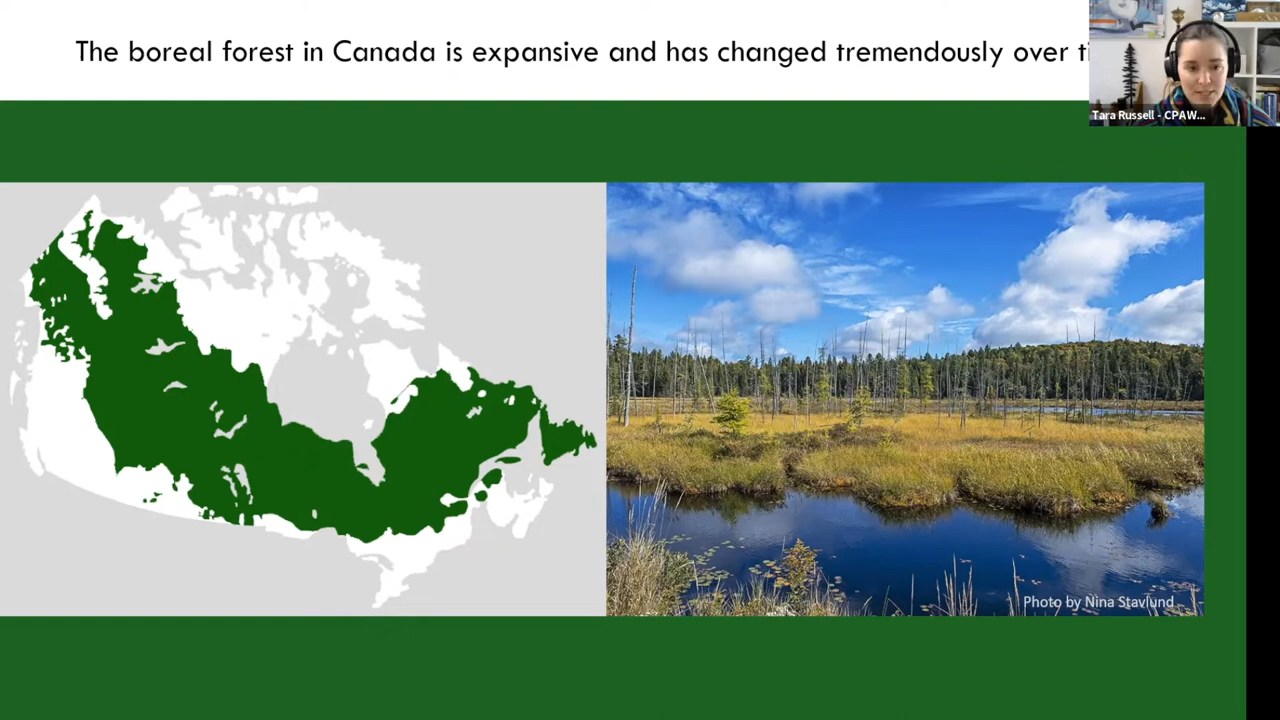 The boreal forest in Canada is expansive and has changed tremendously over
Tara Russell - CPAW...
Photo by Nina Stavlund